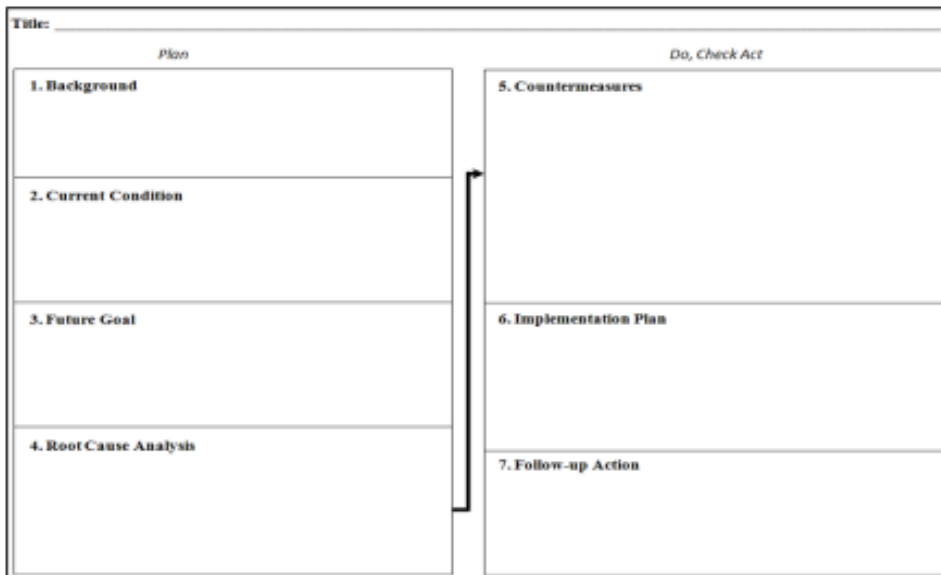 Title:
Plan
1. Background
2. Current Condition
3. Future Goal
4. Root Cause Analysis
Do, Check Act
5. Countermeasures
6. Implementation Plan
7. Follow-up Action